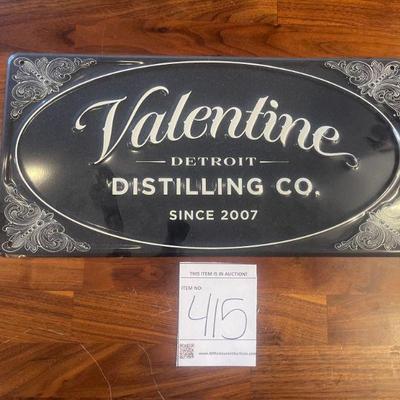 Valentine
DETROIT
DISTILLING CO.
SINCE 2007
THIS ITEM IS IN AUCTION!
ITEM NO:
415